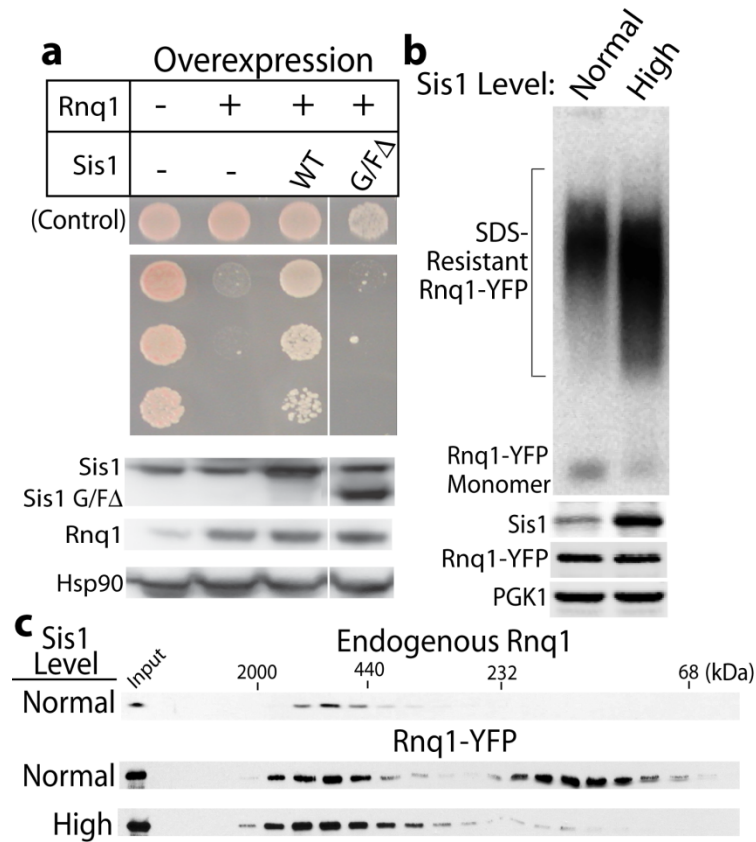 a
Overexpression
Rnq1 - + + +
Sis1 - - WT G/FΔ
(Control)
Sis1
Sis1 G/FΔ
Rnq1
Hsp90
b
Sis1 Level: Normal High
SDS-
Resistant
Rnq1-YFP
Rnq1-YFP
Monomer
Sis1
Rnq1-YFP
PGK1
c
Sis1
Level
Input
Endogenous Rnq1
2000 440 232 68 (kDa)
Normal
Rnq1-YFP
Normal
High